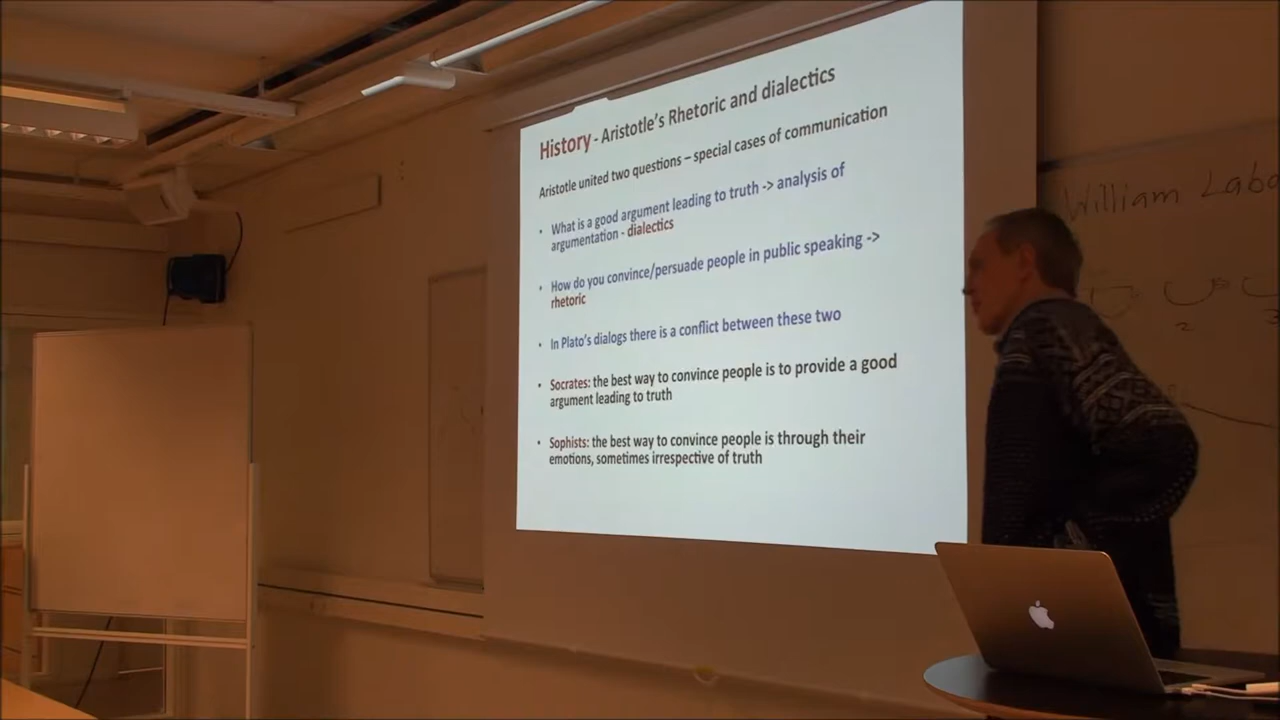 History - Aristotle's Rhetoric and dialectics
Aristotle united two questions – special cases of communication
• What is a good argument leading to truth -> analysis of
argumentation - dialectics
• How do you convince/persuade people in public speaking ->
rhetoric
• In Plato's dialogs there is a conflict between these two
• Socrates: the best way to convince people is to provide a good
argument leading to truth
• Sophists: the best way to convince people is through their
emotions, sometimes irrespective of truth
William Labo
2